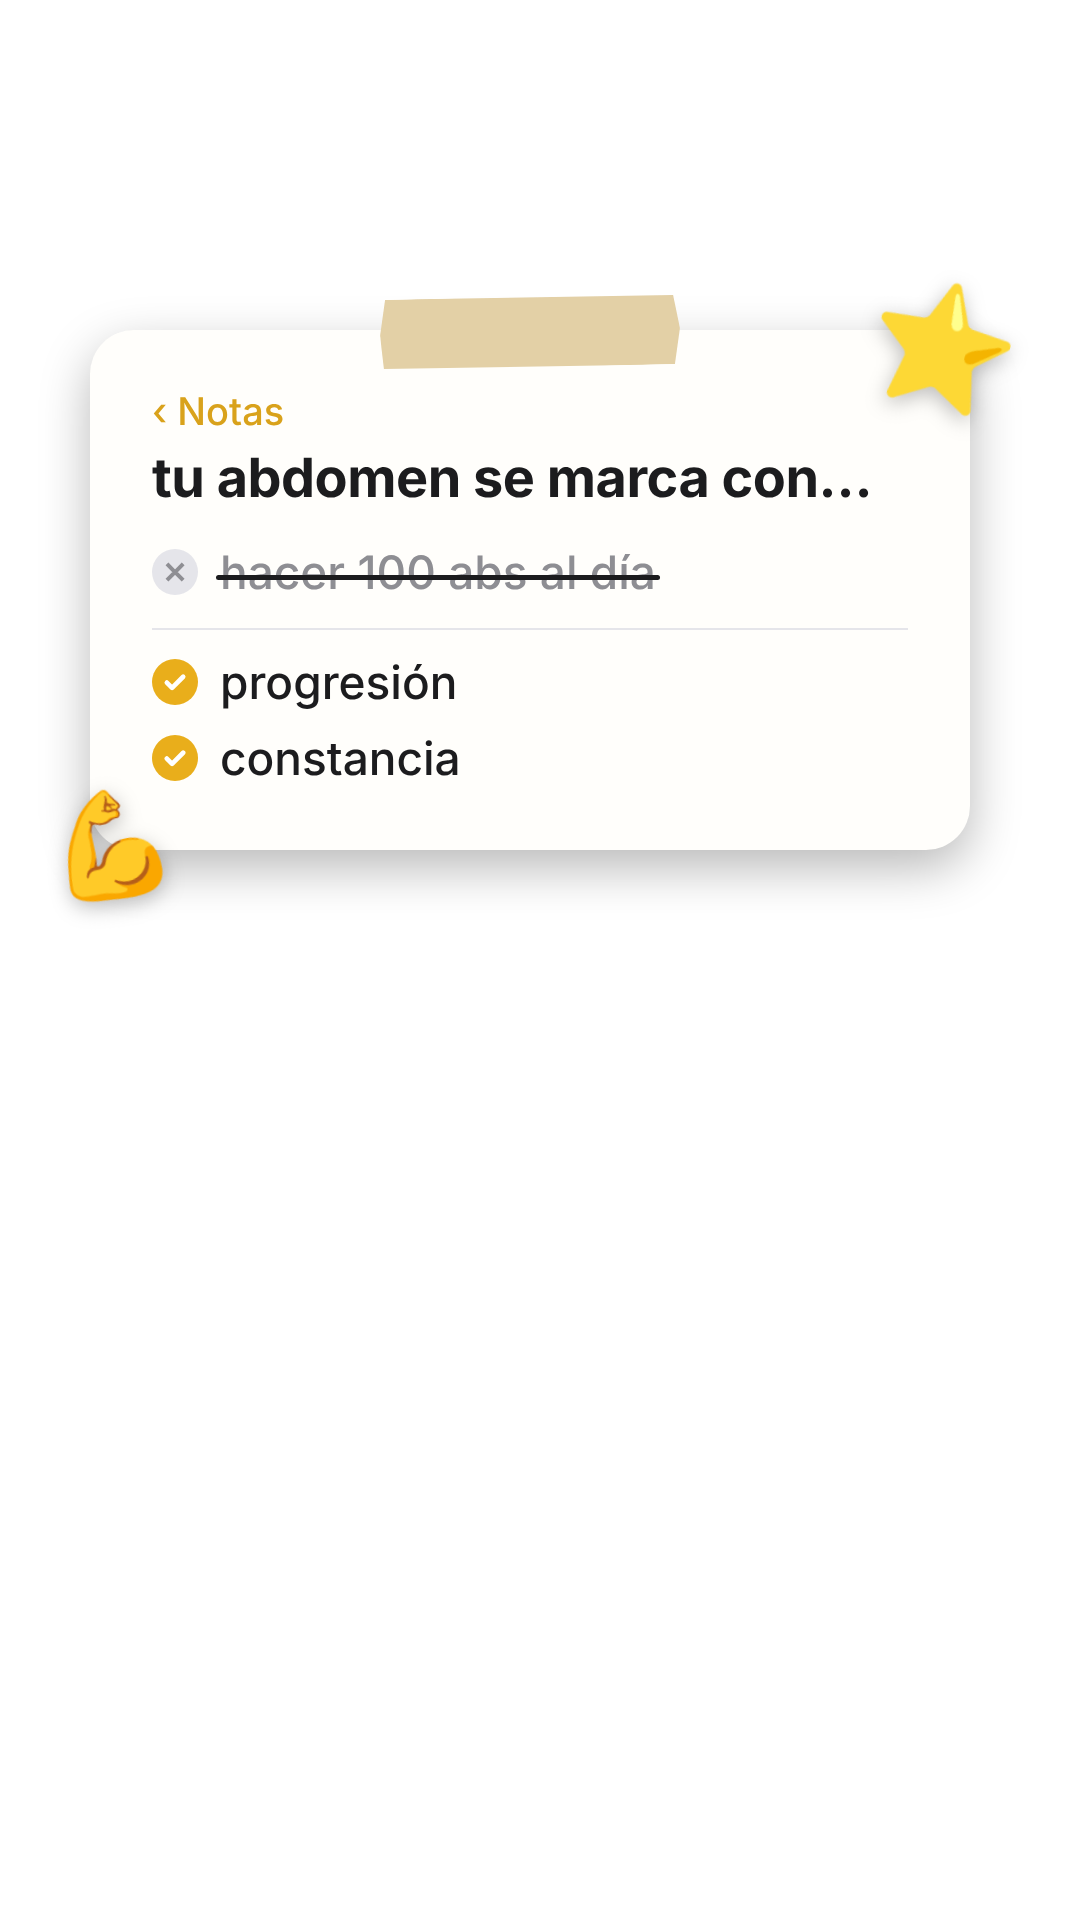 ‹ Notas
tu abdomen se marca con...
hacer 100 abs al día
progresión
constancia